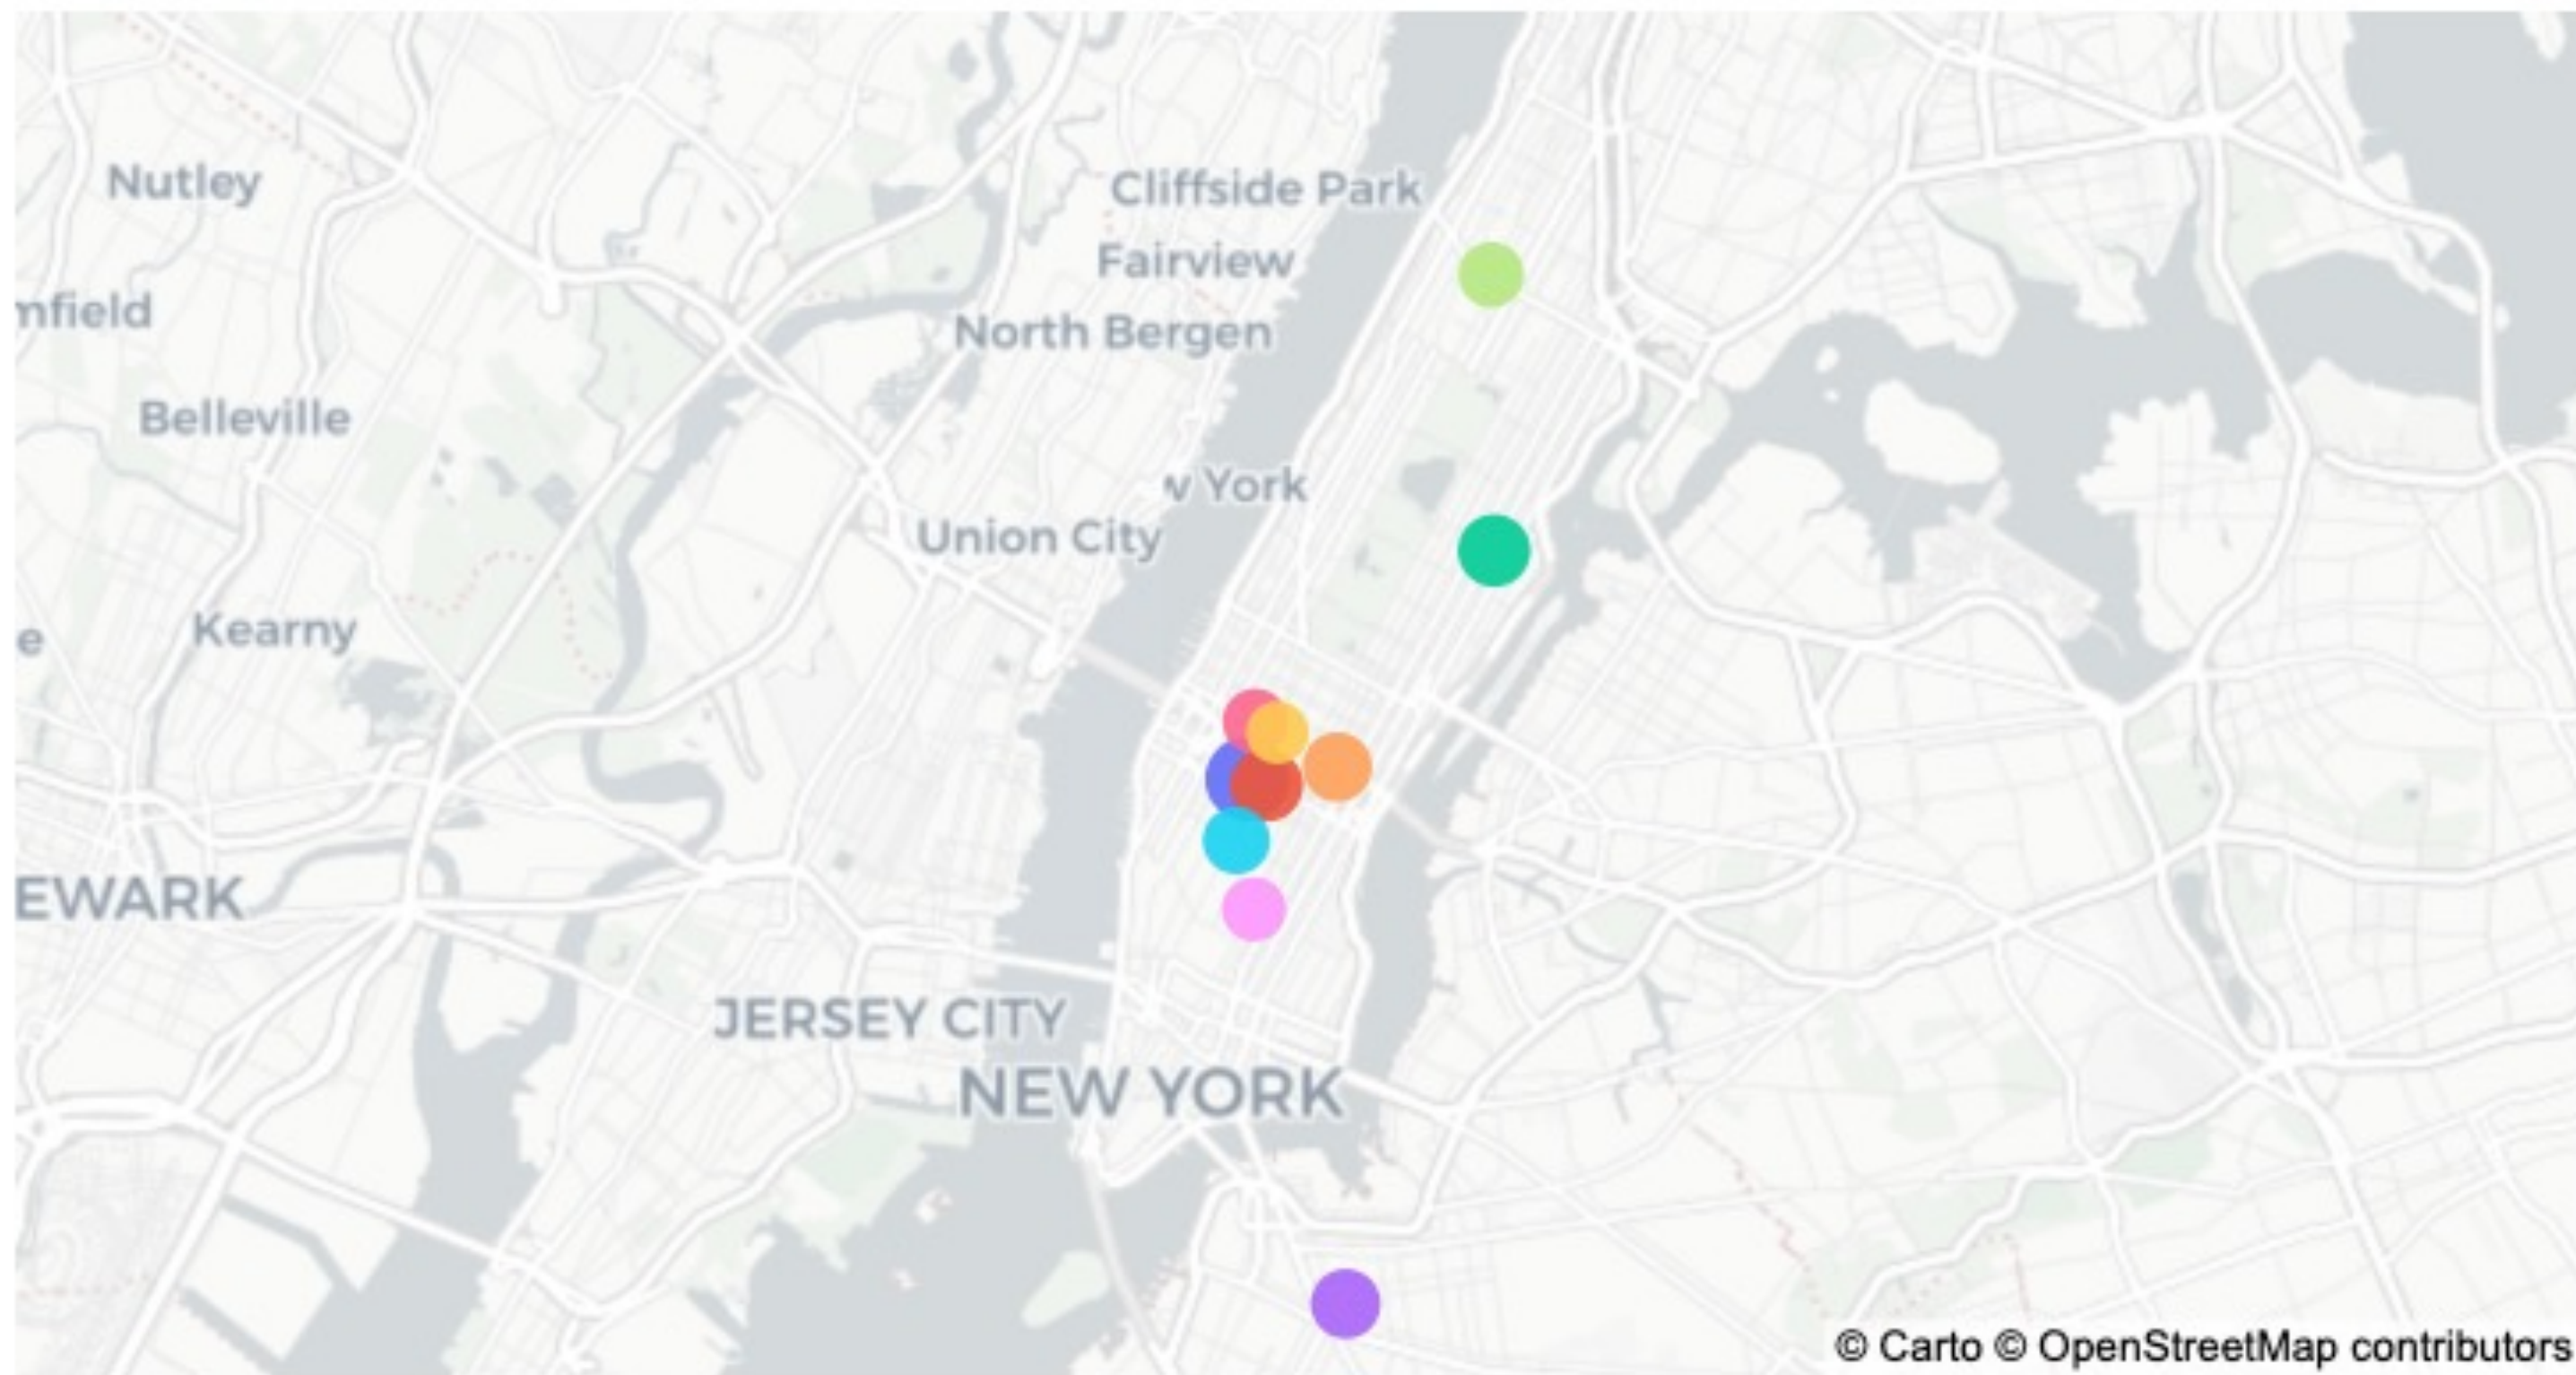 Nutley
Cliffside Park
Fairview
mfield
North Bergen
Belleville
w York
Union City
Kearny
e
EWARK
JERSEY CITY
NEW YORK
© Carto © OpenStreetMap contributors